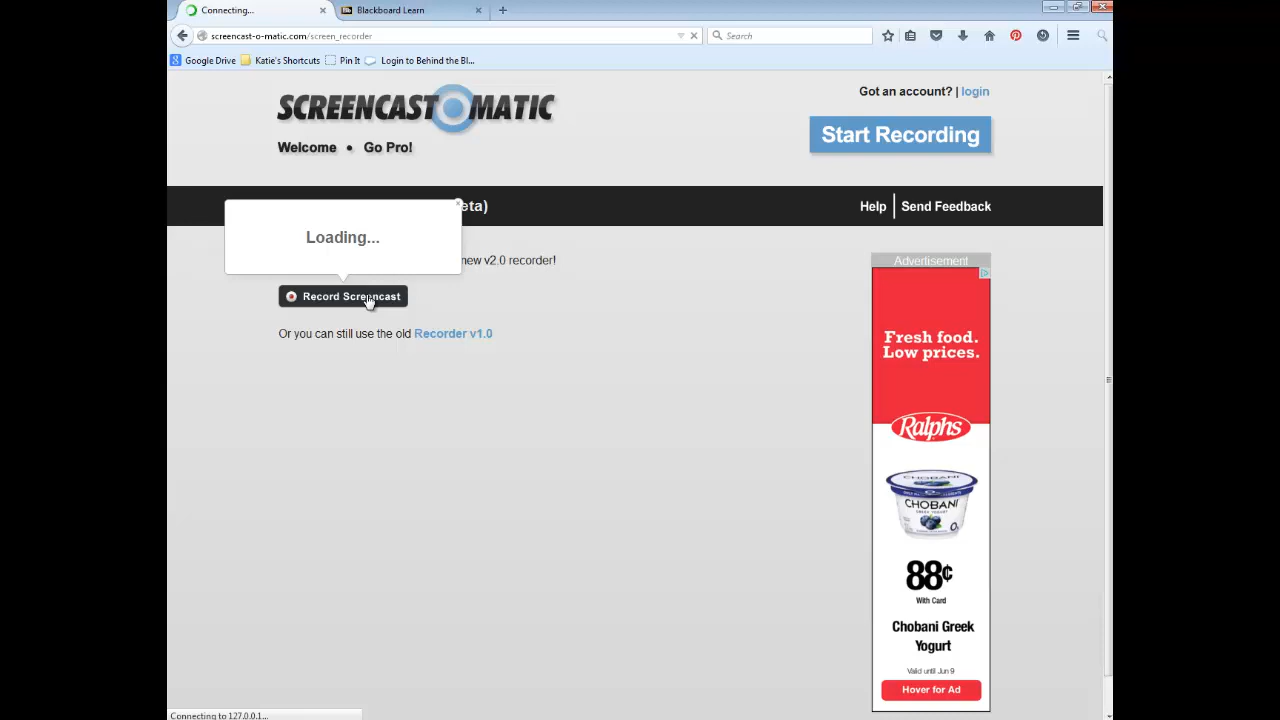 Connecting...
Blackboard Learn
screencast-o-matic.com/screen_recorder
Search
Google Drive
Katie's Shortcuts
Pin It
Login to Behind the Bl...
SCREENCAST MATIC
Got an account? | login
Start Recording
Welcome • Go Pro!
eta)
Help
Send Feedback
Loading...
new v2.0 recorder!
Record Screencast
Or you can still use the old Recorder v1.0
Advertisement
Fresh food.
Low prices.
Ralphs
CHOBANI
88¢
With Card
Chobani Greek
Yogurt
Valid until Jun 9
Hover for Ad
Connecting to 127.0.0.1...